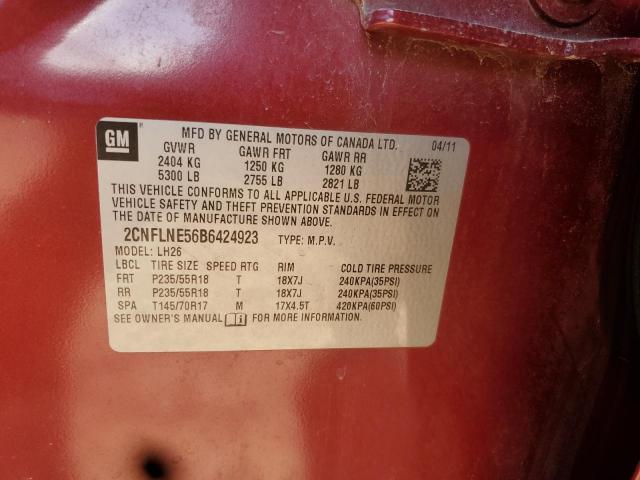 GM
MFD BY GENERAL MOTORS OF CANADA LTD. 04/11
GVWR GAWR FRT GAWR RR
2404 KG 1250 KG 1280 KG
5300 LB 2755 LB 2821 LB
THIS VEHICLE CONFORMS TO ALL APPLICABLE U.S. FEDERAL MOTOR
VEHICLE SAFETY AND THEFT PREVENTION STANDARDS IN EFFECT ON
THE DATE OF MANUFACTURE SHOWN ABOVE.
2CNFLNE56B6424923 TYPE: M.P.V.
MODEL: LH26
LBCL TIRE SIZE SPEED RTG RIM COLD TIRE PRESSURE
FRT P235/55R18 T 18X7J 240KPA(35PSI)
RR P235/55R18 T 18X7J 240KPA(35PSI)
SPA T145/70R17 M 17X4.5T 420KPA(60PSI)
SEE OWNER'S MANUAL FOR MORE INFORMATION.